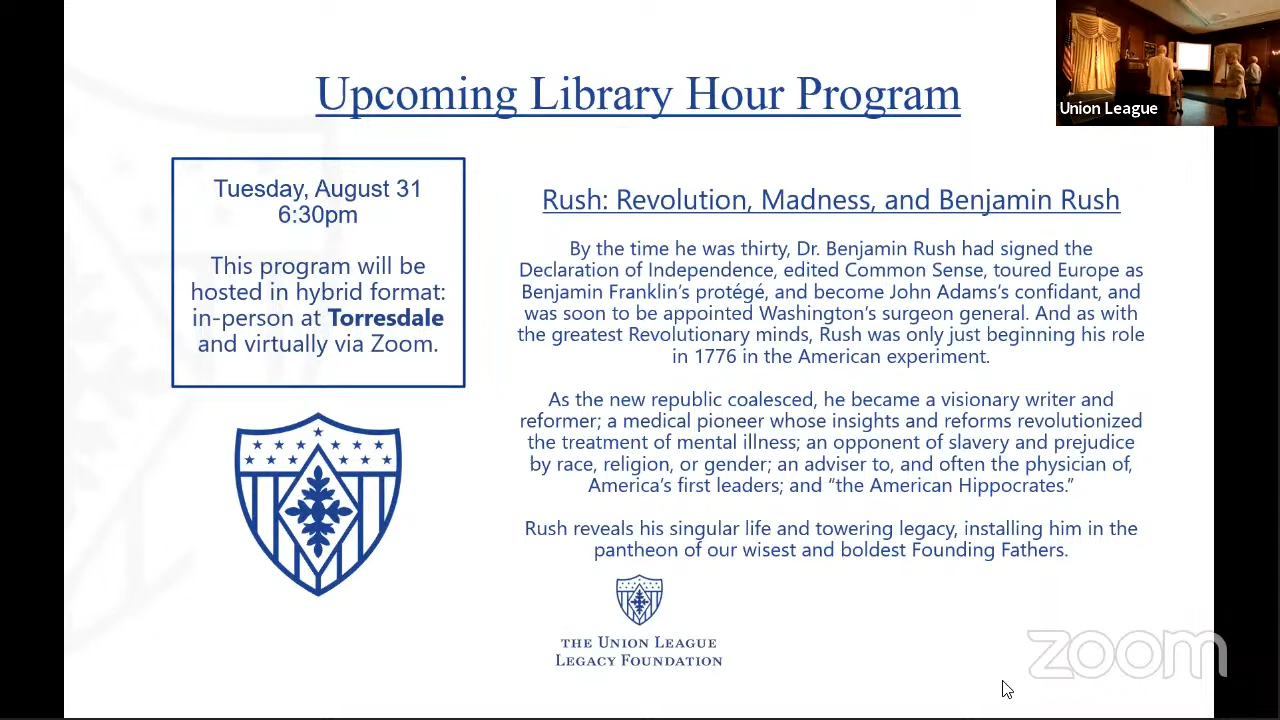 Upcoming Library Hour Program
Union League
Tuesday, August 31
6:30pm
This program will be
hosted in hybrid format:
in-person at Torresdale
and virtually via Zoom.
Rush: Revolution, Madness, and Benjamin Rush
By the time he was thirty, Dr. Benjamin Rush had signed the
Declaration of Independence, edited Common Sense, toured Europe as
Benjamin Franklin’s protégé, and become John Adams’s confidant, and
was soon to be appointed Washington’s surgeon general. And as with
the greatest Revolutionary minds, Rush was only just beginning his role
in 1776 in the American experiment.
As the new republic coalesced, he became a visionary writer and
reformer; a medical pioneer whose insights and reforms revolutionized
the treatment of mental illness; an opponent of slavery and prejudice
by race, religion, or gender; an adviser to, and often the physician of,
America’s first leaders; and “the American Hippocrates.”
Rush reveals his singular life and towering legacy, installing him in the
pantheon of our wisest and boldest Founding Fathers.
THE UNION LEAGUE
LEGACY FOUNDATION
zoom